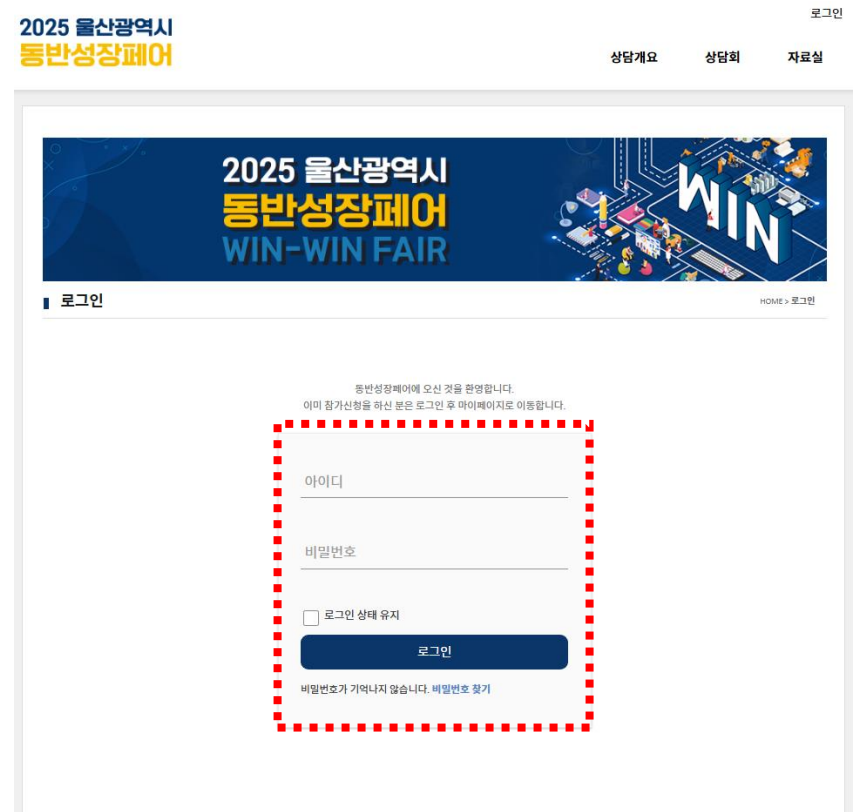 로그인
2025 울산광역시
동반성장페어
상담개요 상담회 자료실
2025 울산광역시
동반성장페어
WIN-WIN FAIR
WIN
로그인
HOME > 로그인
동반성장페어에 오신 것을 환영합니다.
이미 참가신청을 하신 분은 로그인 후 마이페이지로 이동합니다.
아이디
비밀번호
로그인 상태 유지
로그인
비밀번호가 기억나지 않습니다. 비밀번호 찾기